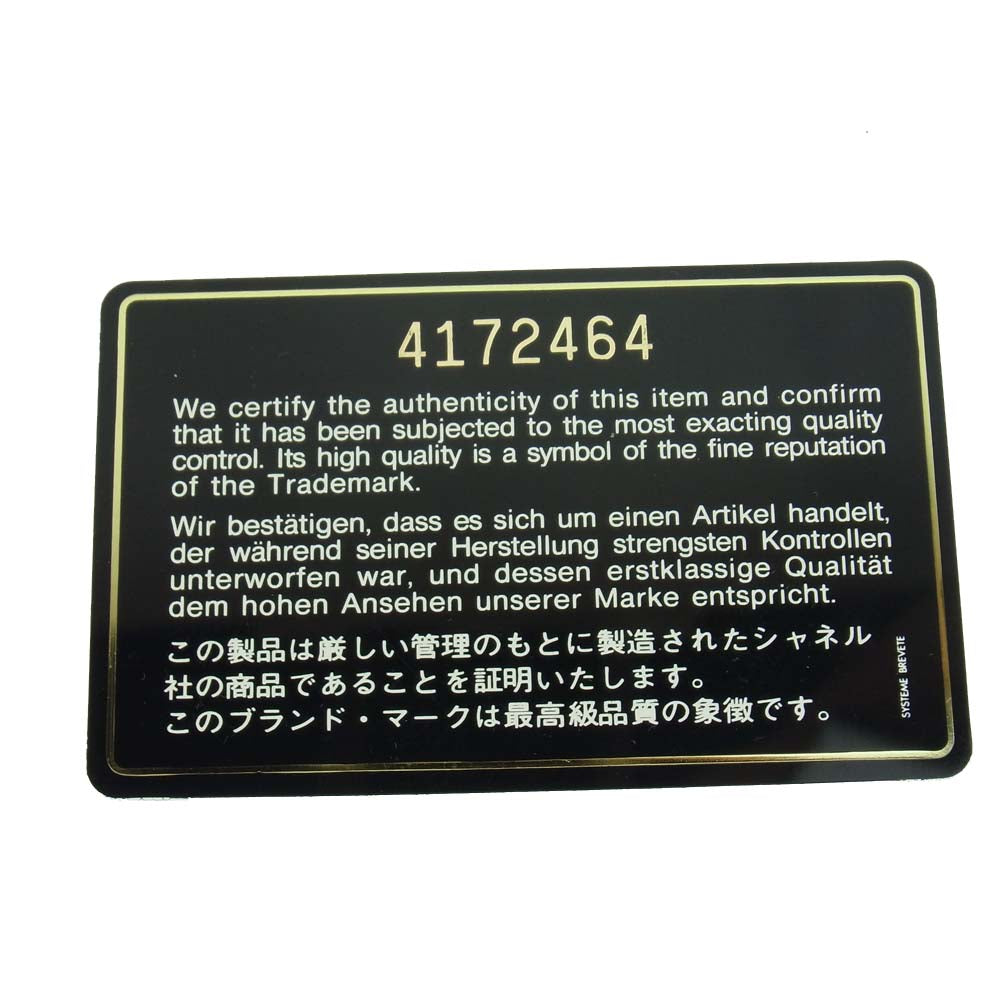 4172464
We certify the authenticity of this item and confirm
that it has been subjected to the most exacting quality
control. Its high quality is a symbol of the fine reputation
of the Trademark.
Wir bestätigen, dass es sich um einen Artikel handelt,
der während seiner Herstellung strengsten Kontrollen
unterworfen war, und dessen erstklassige Qualität
dem hohen Ansehen unserer Marke entspricht.
この製品は厳しい管理のもとに製造されたシャネル
社の商品であることを証明いたします。
このブランド・マークは最高級品質の象徴です。
SYSTEME BREVETE